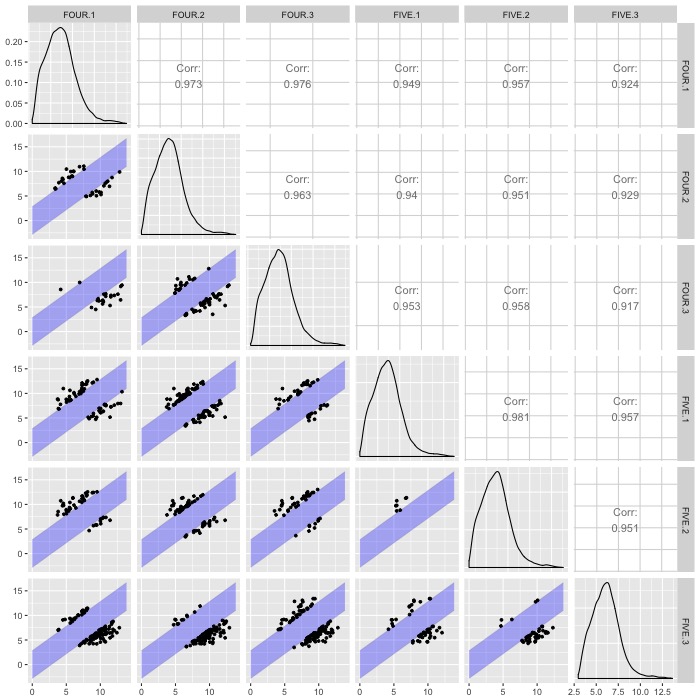 FOUR.1 FOUR.2 FOUR.3 FIVE.1 FIVE.2 FIVE.3
0.20
0.15
0.10
0.05
0.00
Corr:
0.973
Corr:
0.976
Corr:
0.949
Corr:
0.957
Corr:
0.924
FOUR.1
15
10
5
0
Corr:
0.963
Corr:
0.94
Corr:
0.951
Corr:
0.929
FOUR.2
15
10
5
0
Corr:
0.953
Corr:
0.958
Corr:
0.917
FOUR.3
15
10
5
0
Corr:
0.981
Corr:
0.957
FIVE.1
15
10
5
0
Corr:
0.951
FIVE.2
15
10
5
0
FIVE.3
0 5 10 0 5 10 0 5 10 0 5 10 0 5 10 2.5 5.0 7.5 10.0 12.5